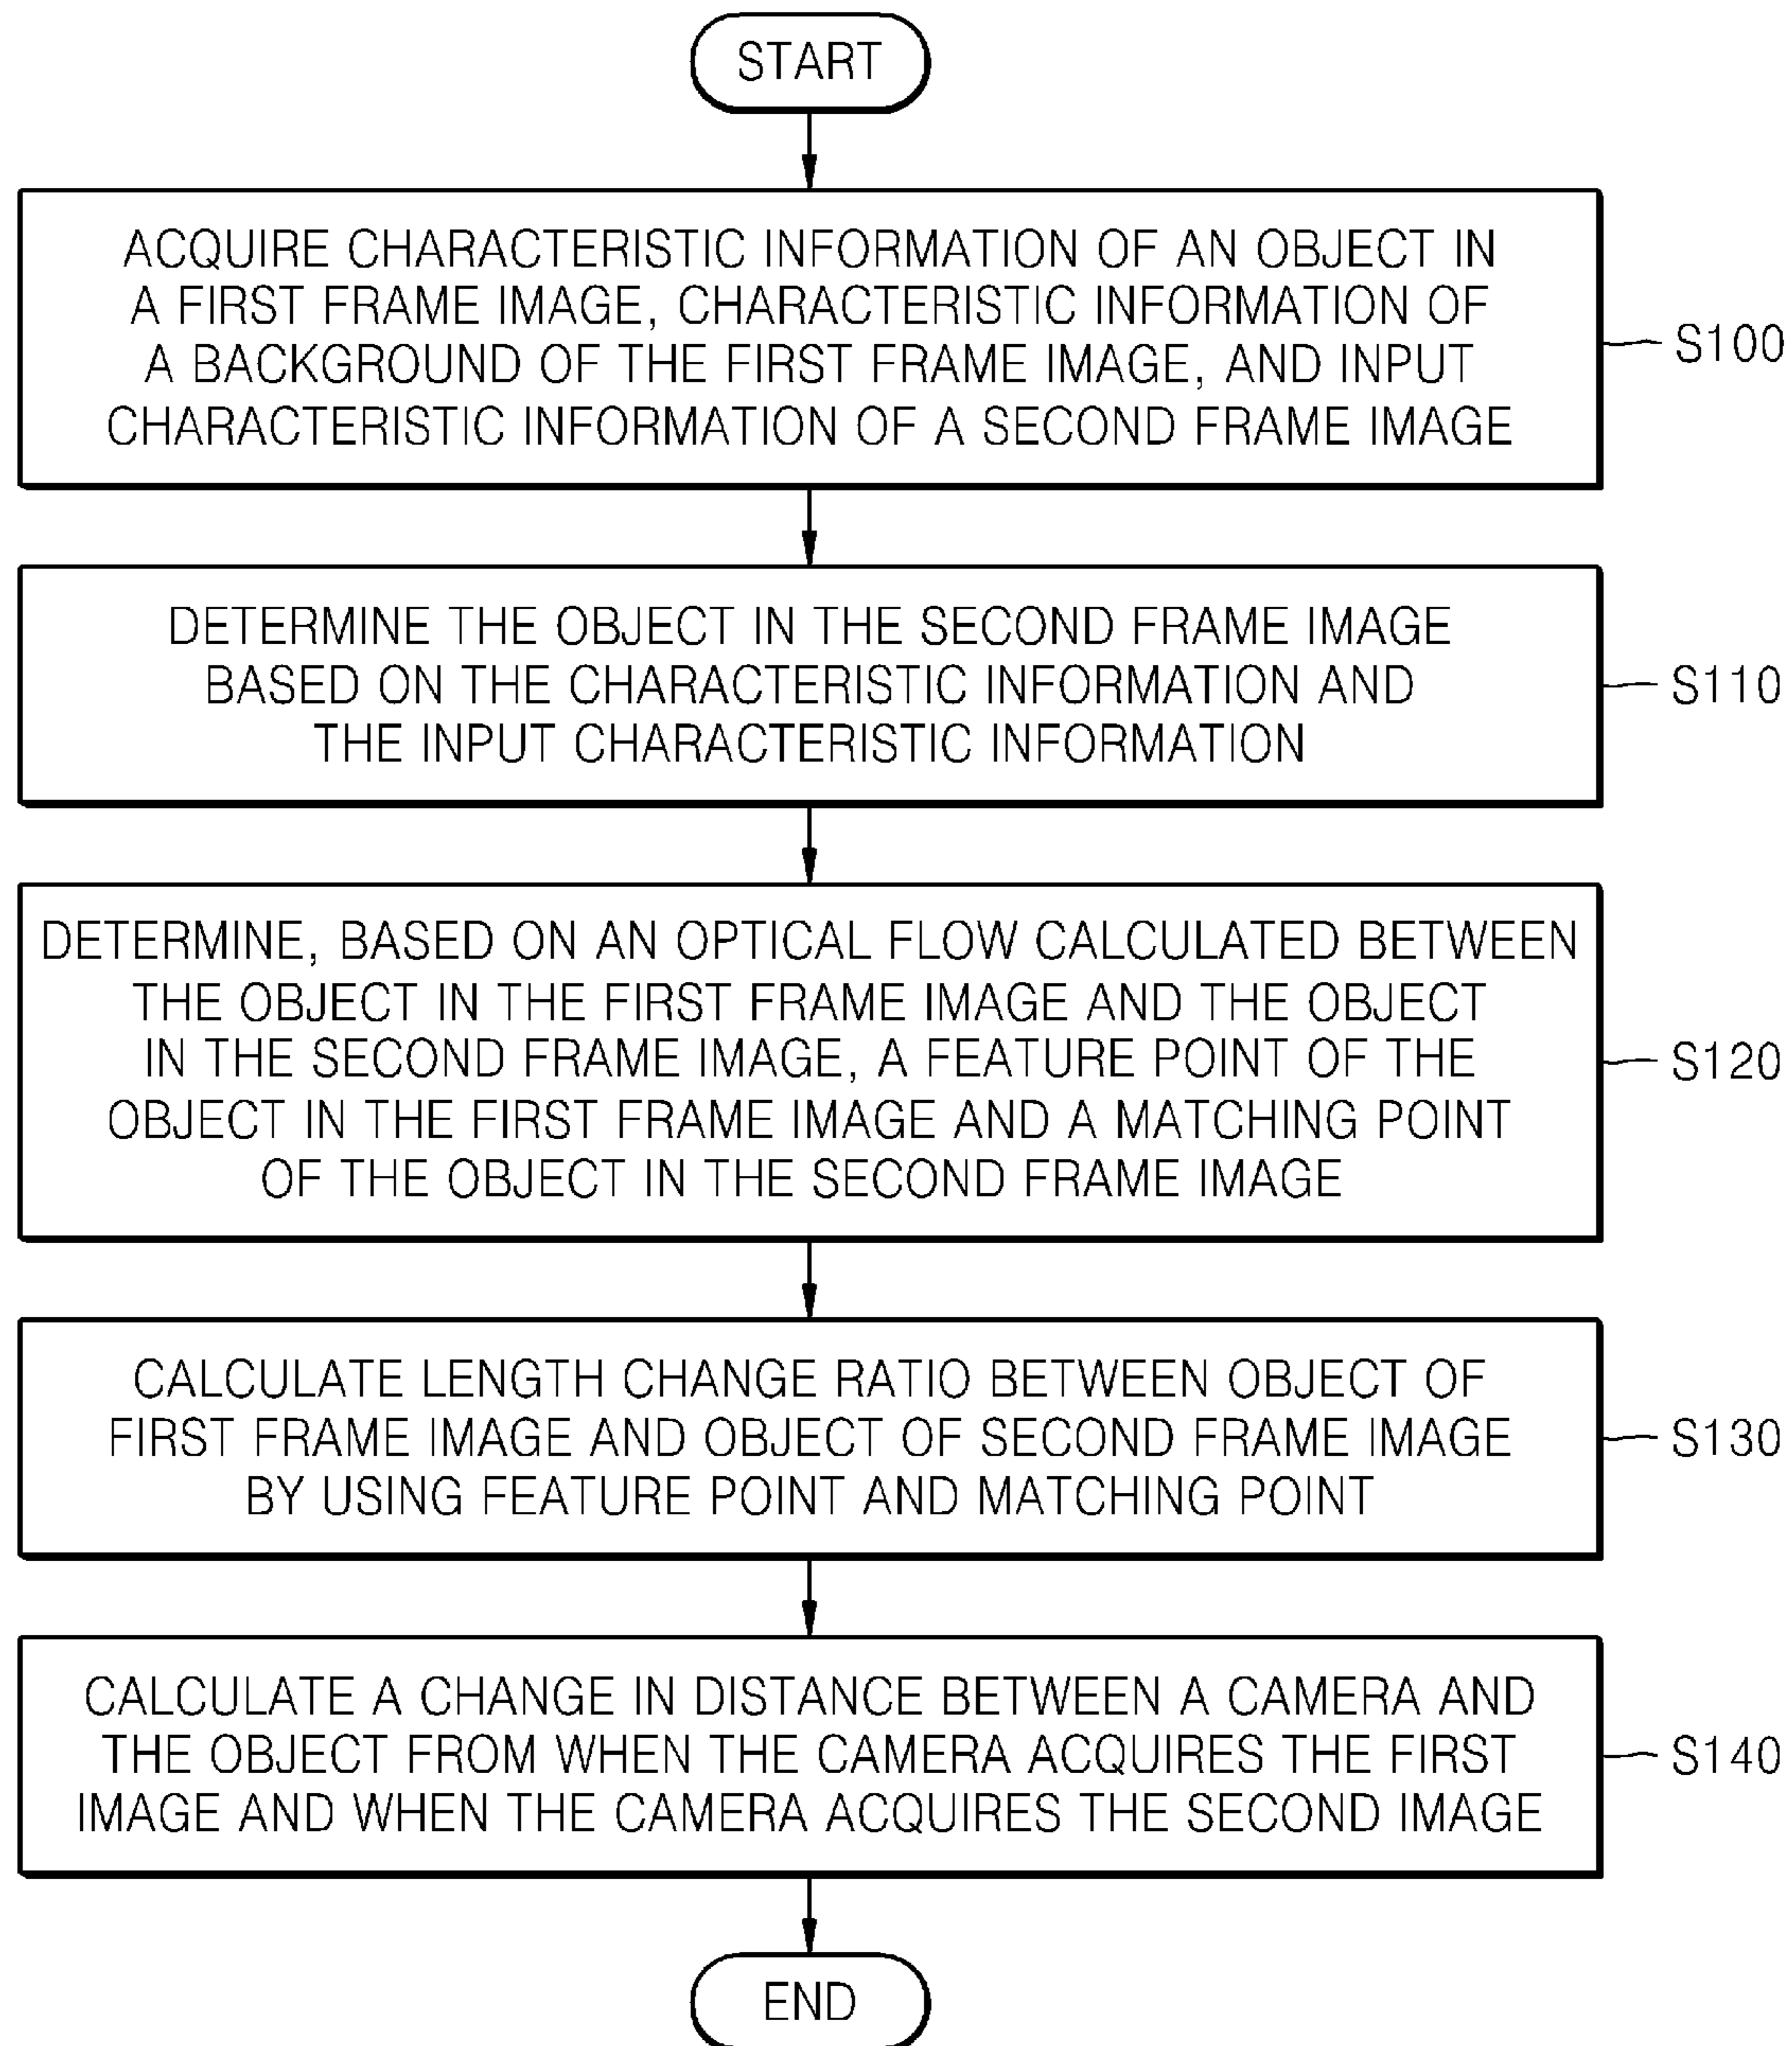 START
ACQUIRE CHARACTERISTIC INFORMATION OF AN OBJECT IN
A FIRST FRAME IMAGE, CHARACTERISTIC INFORMATION OF
A BACKGROUND OF THE FIRST FRAME IMAGE, AND INPUT
CHARACTERISTIC INFORMATION OF A SECOND FRAME IMAGE
S100
DETERMINE THE OBJECT IN THE SECOND FRAME IMAGE
BASED ON THE CHARACTERISTIC INFORMATION AND
THE INPUT CHARACTERISTIC INFORMATION
S110
DETERMINE, BASED ON AN OPTICAL FLOW CALCULATED BETWEEN
THE OBJECT IN THE FIRST FRAME IMAGE AND THE OBJECT
IN THE SECOND FRAME IMAGE, A FEATURE POINT OF THE
OBJECT IN THE FIRST FRAME IMAGE AND A MATCHING POINT
OF THE OBJECT IN THE SECOND FRAME IMAGE
S120
CALCULATE LENGTH CHANGE RATIO BETWEEN OBJECT OF
FIRST FRAME IMAGE AND OBJECT OF SECOND FRAME IMAGE
BY USING FEATURE POINT AND MATCHING POINT
S130
CALCULATE A CHANGE IN DISTANCE BETWEEN A CAMERA AND
THE OBJECT FROM WHEN THE CAMERA ACQUIRES THE FIRST
IMAGE AND WHEN THE CAMERA ACQUIRES THE SECOND IMAGE
S140
END